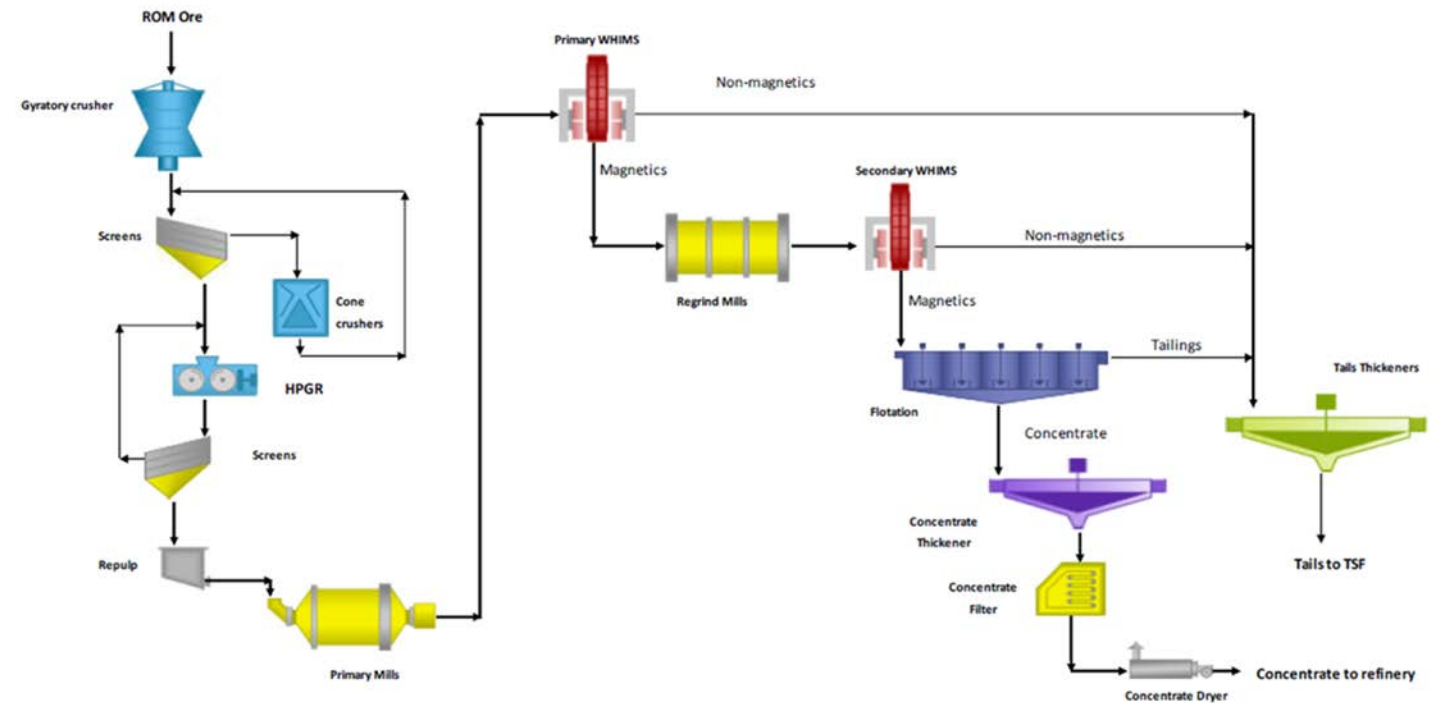 ROM Ore
Gyratory crusher
Screens
Cone
crushers
HPGR
Screens
Repulp
Primary Mills
Primary WHIMS
Non-magnetics
Magnetics
Regrind Mills
Secondary WHIMS
Non-magnetics
Magnetics
Flotation
Tailings
Concentrate
Tails Thickeners
Tails to TSF
Concentrate
Thickener
Concentrate
Filter
Concentrate Dryer
Concentrate to refinery